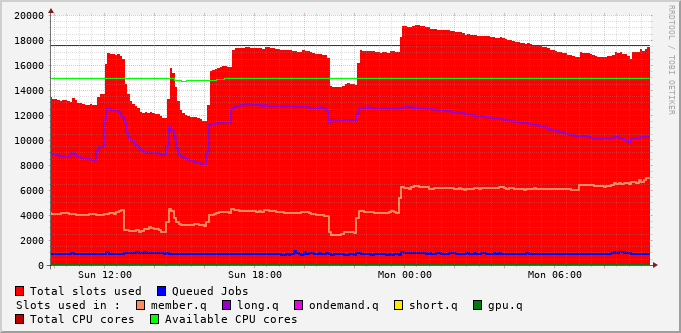 20000
18000
16000
14000
12000
10000
8000
6000
4000
2000
0
Sun 12:00 Sun 18:00 Mon 00:00 Mon 06:00
Total slots used Queued Jobs
Slots used in : member.q long.q ondemand.q short.q gpu.q
Total CPU cores Available CPU cores
RRDTOOL / TOBI OETIKER